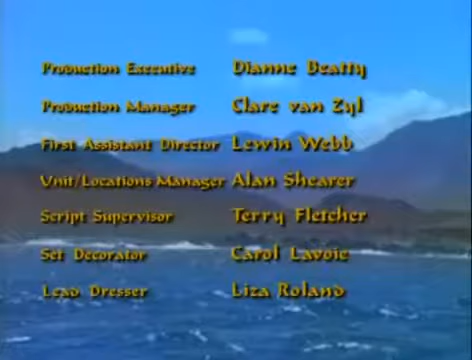 Production Executive Dianne Beatty
Production Manager Clare van Zyl
First Assistant Director Lewin Webb
Unit/Locations Manager Alan Shearer
Script Supervisor Terry Fletcher
Set Decorator Carol Lavoie
Lead Dresser Liza Roland